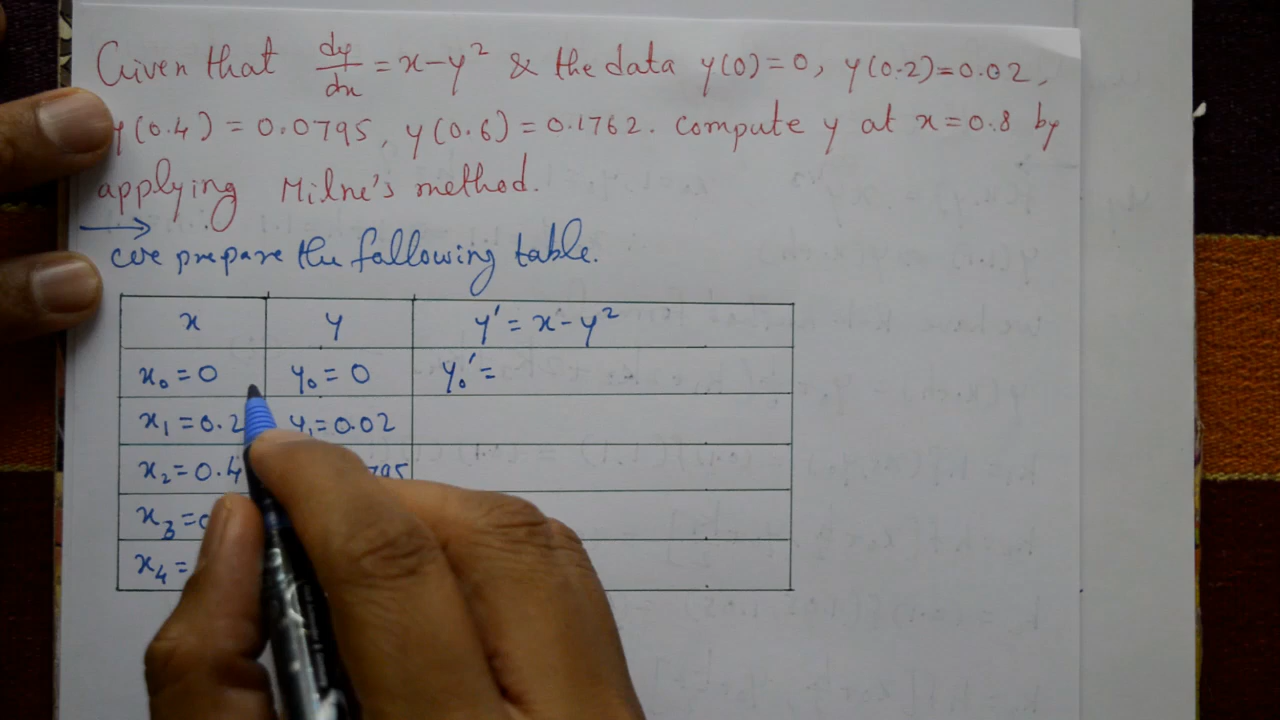 Given that dy/dx = x - y² & the data y(0) = 0, y(0.2) = 0.02,
y(0.4) = 0.0795, y(0.6) = 0.1762. Compute y at x = 0.8 by
applying Milne's method.
we prepare the following table.
x y y' = x - y²
x₀ = 0 y₀ = 0 y₀' =
x₁ = 0.2 y₁ = 0.02
x₂ = 0.4 795
x₃ = 0
x₄ =